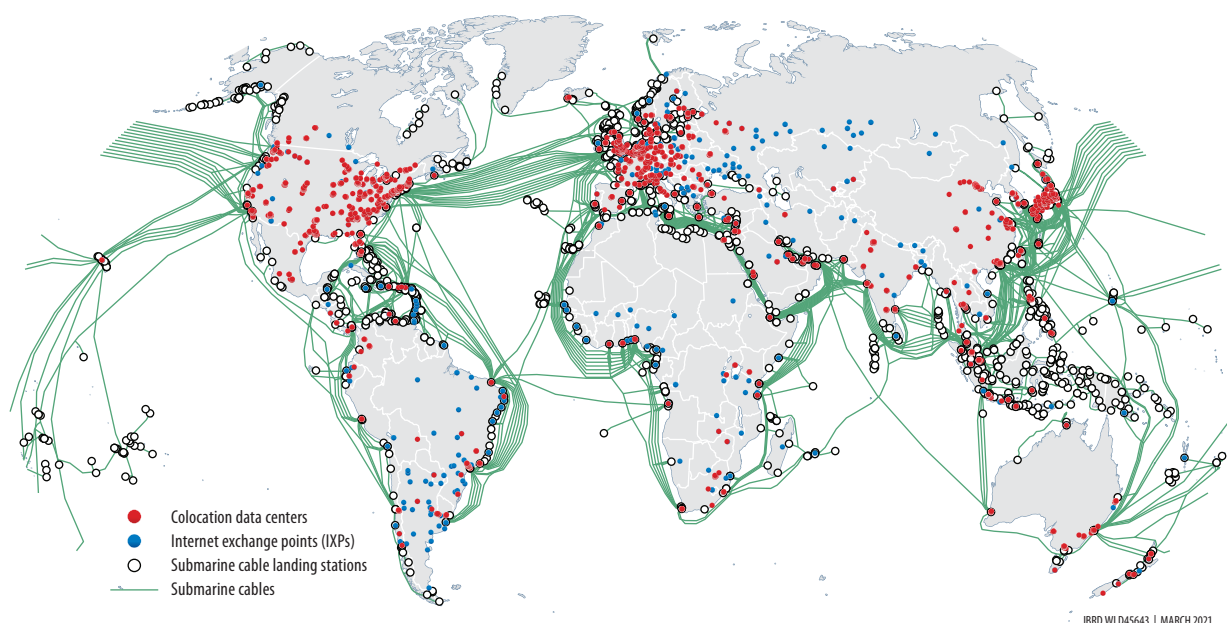 Colocation data centers
Internet exchange points (IXPs)
Submarine cable landing stations
Submarine cables
IBRD WLD45643 | MARCH 2021